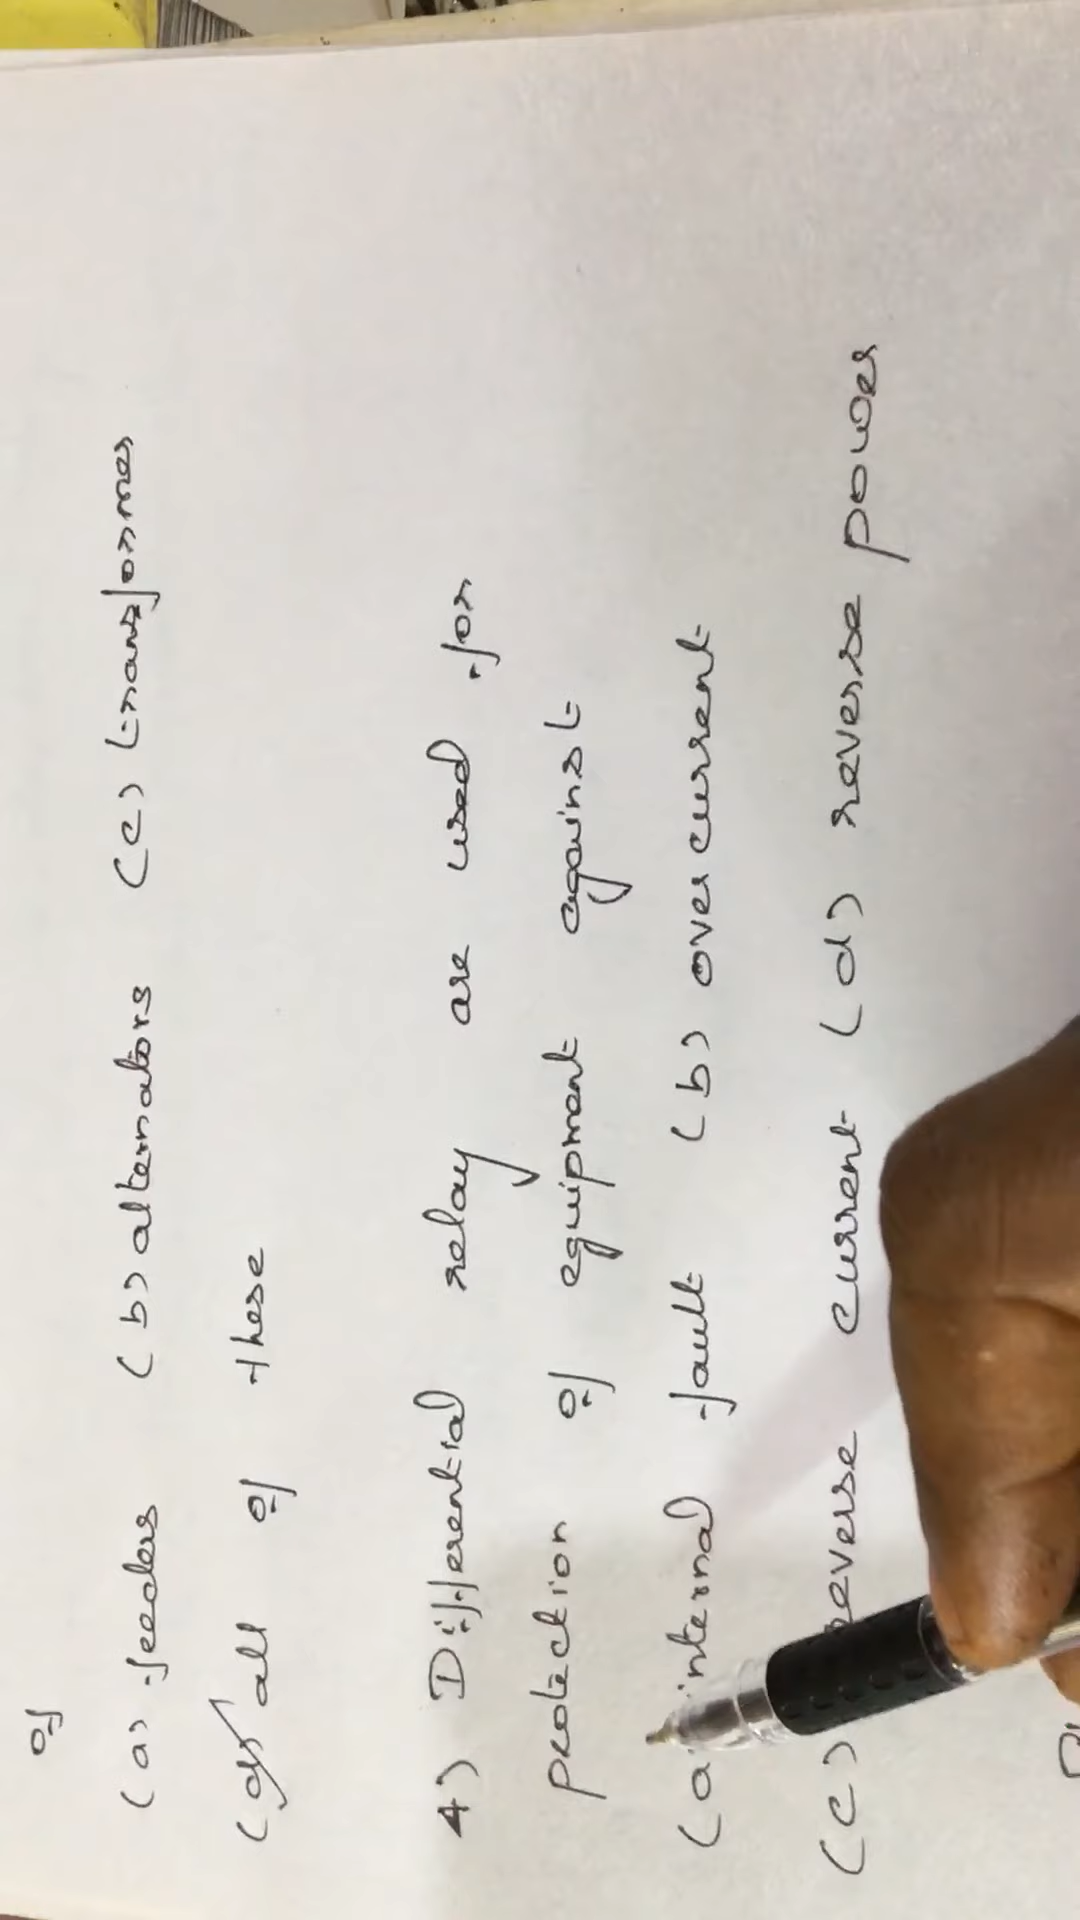 of
(a) feeders (b) alternators (c) transformer
(d) all of these
4) Differential relay are used for
protection of equipment against
(a) internal fault (b) over current
(c) reverse current (d) reverse power